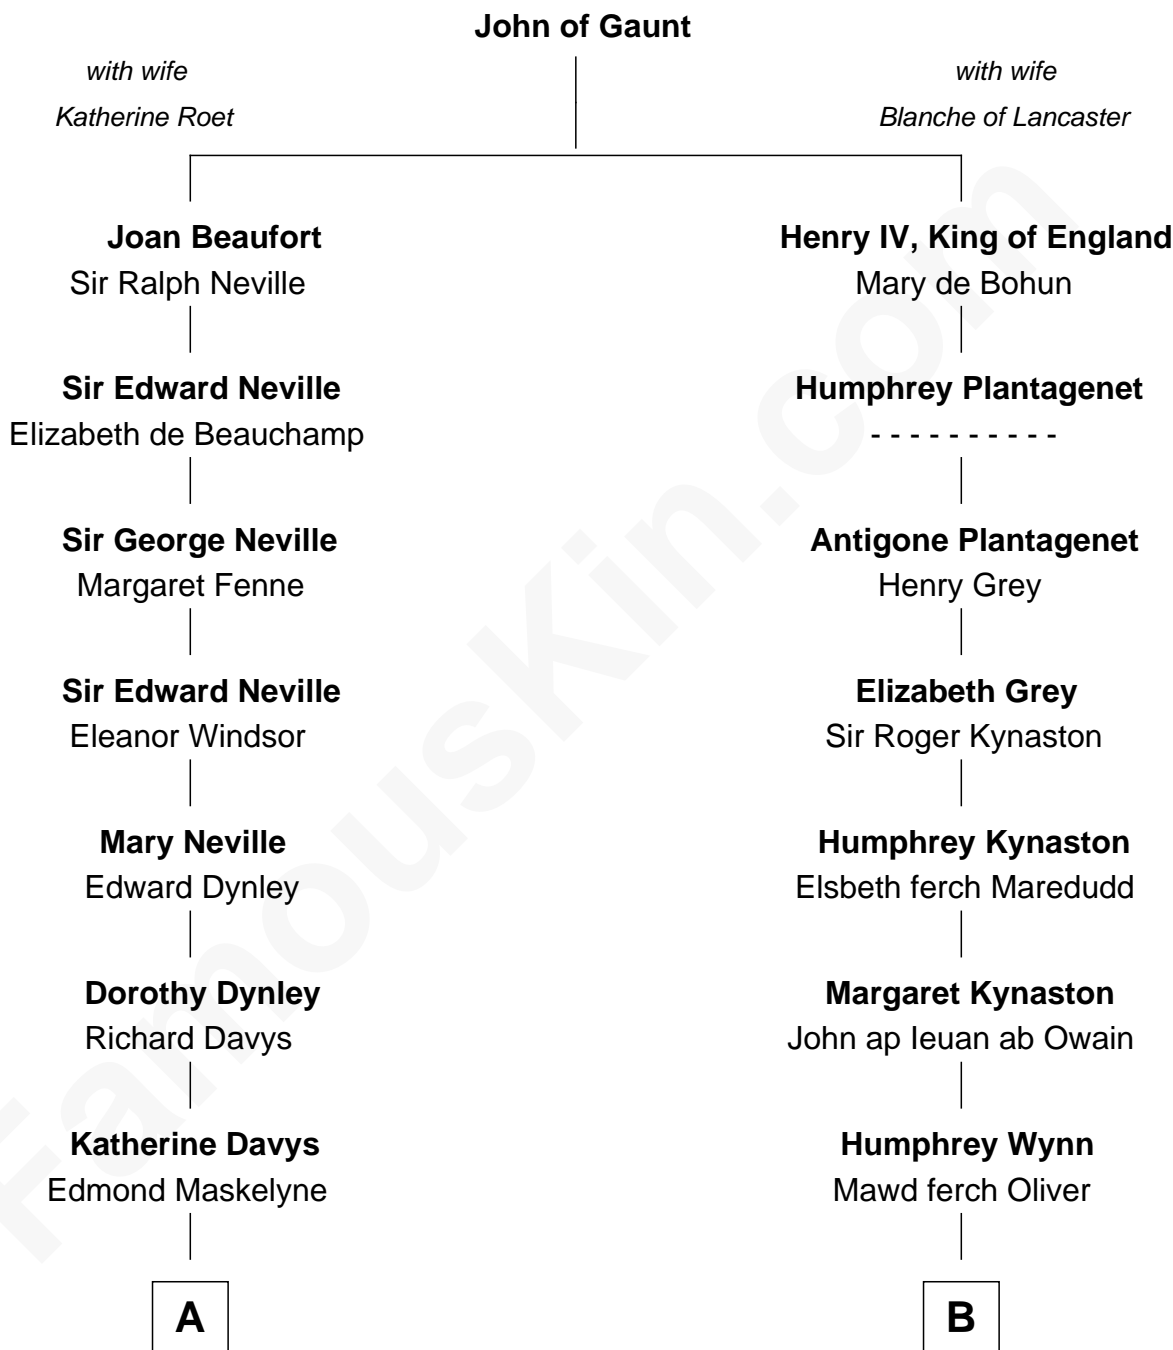 John of Gaunt
with wife
Katherine Roet
with wife
Blanche of Lancaster
Joan Beaufort
Sir Ralph Neville
Henry IV, King of England
Mary de Bohun
Sir Edward Neville
Elizabeth de Beauchamp
Humphrey Plantagenet
- - - - - - - - - -
Sir George Neville
Margaret Fenne
Antigone Plantagenet
Henry Grey
Sir Edward Neville
Eleanor Windsor
Elizabeth Grey
Sir Roger Kynaston
Mary Neville
Edward Dynley
Humphrey Kynaston
Elsbeth ferch Maredudd
Dorothy Dynley
Richard Davys
Margaret Kynaston
John ap Ieuan ab Owain
Katherine Davys
Edmond Maskelyne
Humphrey Wynn
Mawd ferch Oliver
A
B
FamousKin.com